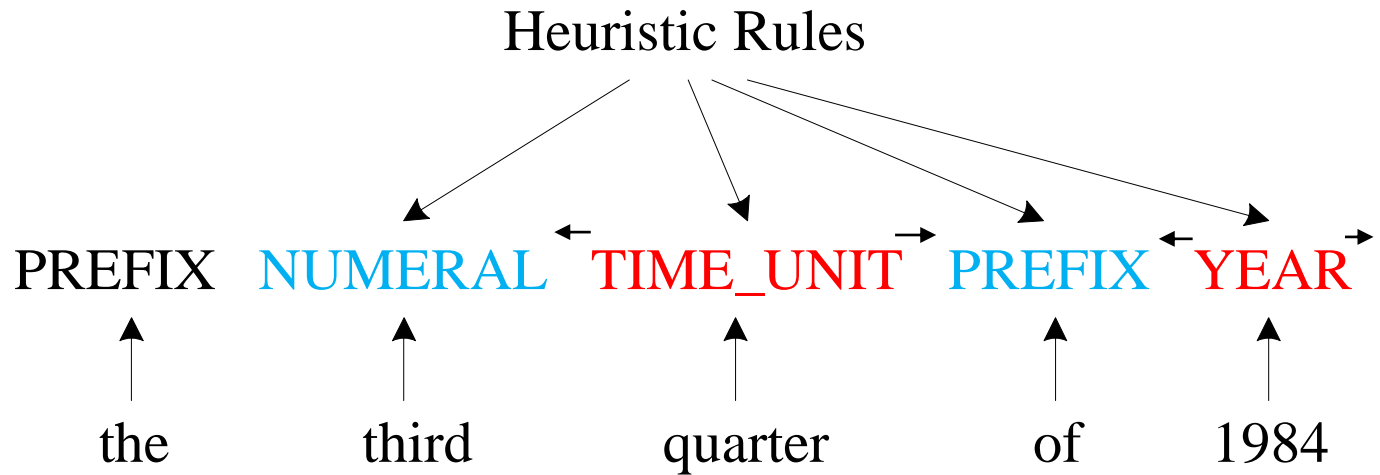 Heuristic Rules
PREFIX NUMERAL TIME_UNIT PREFIX YEAR
the third quarter of 1984